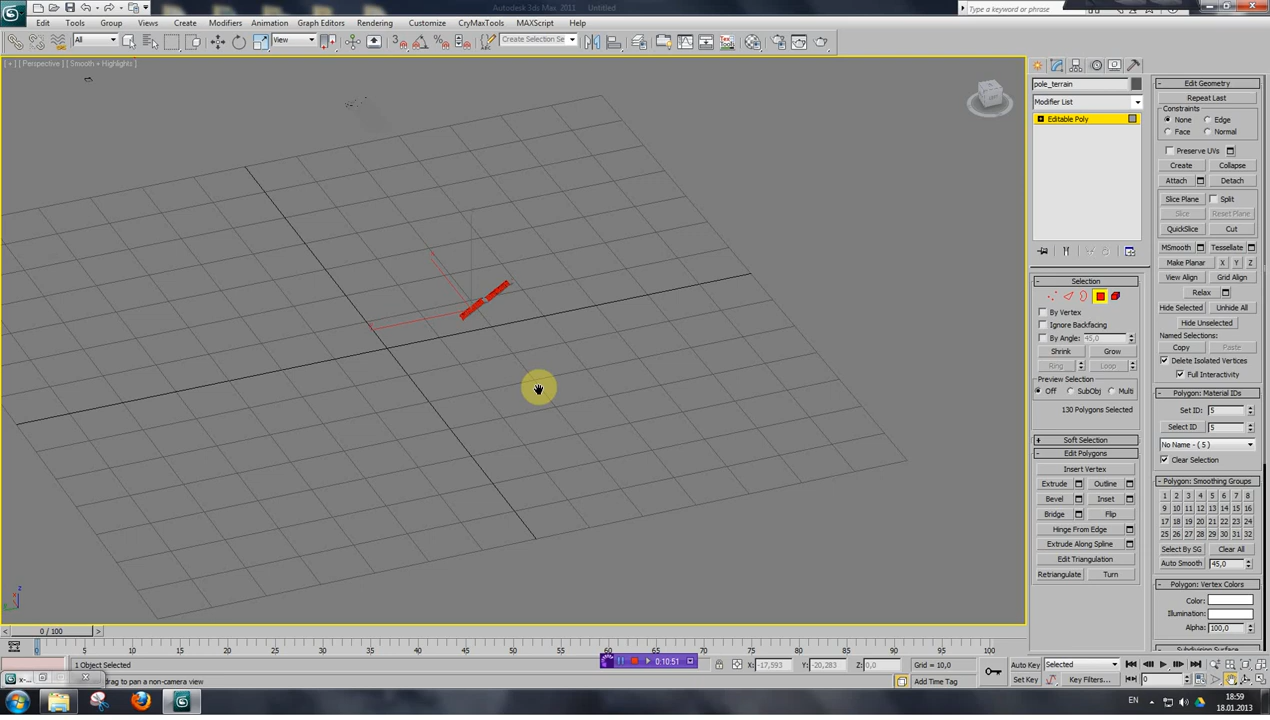 Autodesk 3ds Max 2011 Untitled
Type a keyword or phrase
Edit Tools Group Views Create Modifiers Animation Graph Editors Rendering Customize CryMaxTools MAXScript Help
All View Create Selection Se
[ + ] [ Perspective ] [ Smooth + Highlights ]
pole_terrain
Modifier List
Editable Poly
Selection
By Vertex
Ignore Backfacing
By Angle: 45,0
Shrink Grow
Ring Loop
Preview Selection
Off SubObj Multi
130 Polygons Selected
Soft Selection
Edit Polygons
Insert Vertex
Extrude Outline
Bevel Inset
Bridge Flip
Hinge From Edge
Extrude Along Spline
Edit Triangulation
Retriangulate Turn
Edit Geometry
Repeat Last
Constraints
None Edge
Face Normal
Preserve UVs
Create Collapse
Attach Detach
Slice Plane Split
Slice Reset Plane
QuickSlice Cut
MSmooth Tessellate
Make Planar X Y Z
View Align Grid Align
Relax
Hide Selected Unhide All
Hide Unselected
Named Selections:
Copy Paste
Delete Isolated Vertices
Full Interactivity
Polygon: Material IDs
Set ID: 5
Select ID 5
No Name - ( 5 )
Clear Selection
Polygon: Smoothing Groups
1 2 3 4 5 6 7 8
9 10 11 12 13 14 15 16
17 18 19 20 21 22 23 24
25 26 27 28 29 30 31 32
Select By SG Clear All
Auto Smooth 45,0
Polygon: Vertex Colors
Color:
Illumination:
Alpha: 100,0
Subdivision Surface
0 / 100
0 5 10 15 20 25 30 35 40 45 50 55 60 65 70 75 80 85 90 95 100
1 Object Selected 0:10:51 X: -17,593 Y: -20,283 Z: 0,0 Grid = 10,0 Auto Key Selected
drag to pan a non-camera view Add Time Tag Set Key Key Filters... 0
EN 18:59
18.01.2013